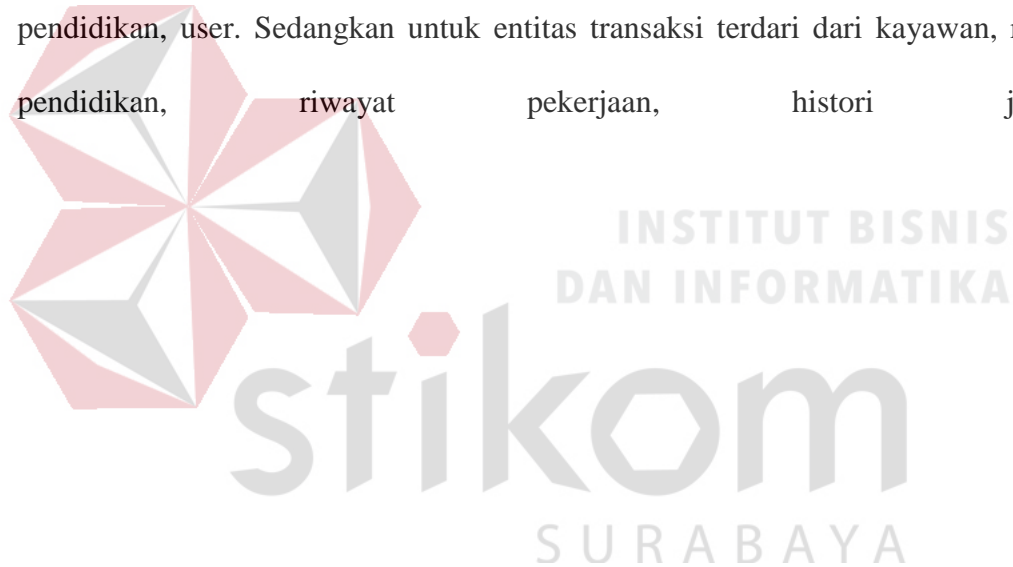 pendidikan, user. Sedangkan untuk entitas transaksi terdari dari kayawan,
pendidikan, riwayat pekerjaan, histori
INSTITUT BISNIS
DAN INFORMATIKA
stikom
SURABAYA